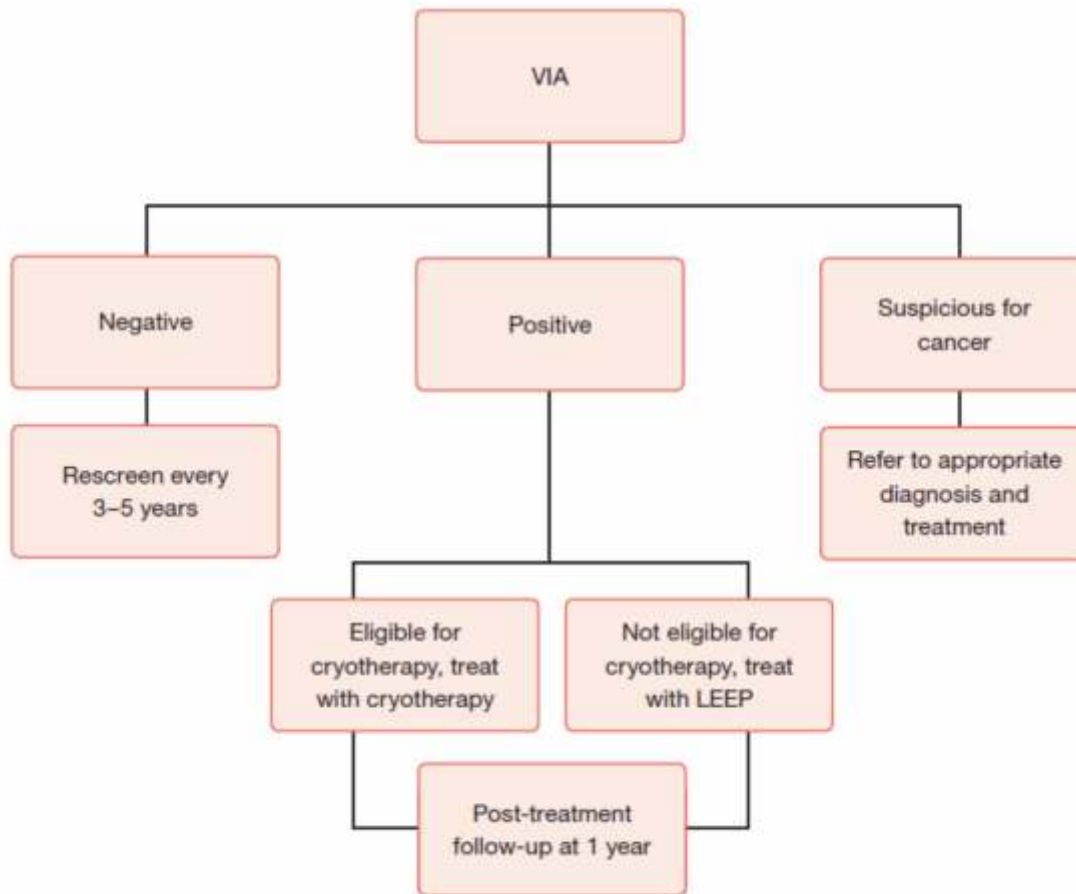 VIA
Negative
Positive
Suspicious for
cancer
Rescreen every
3–5 years
Refer to appropriate
diagnosis and
treatment
Eligible for
cryotherapy, treat
with cryotherapy
Not eligible for
cryotherapy, treat
with LEEP
Post-treatment
follow-up at 1 year